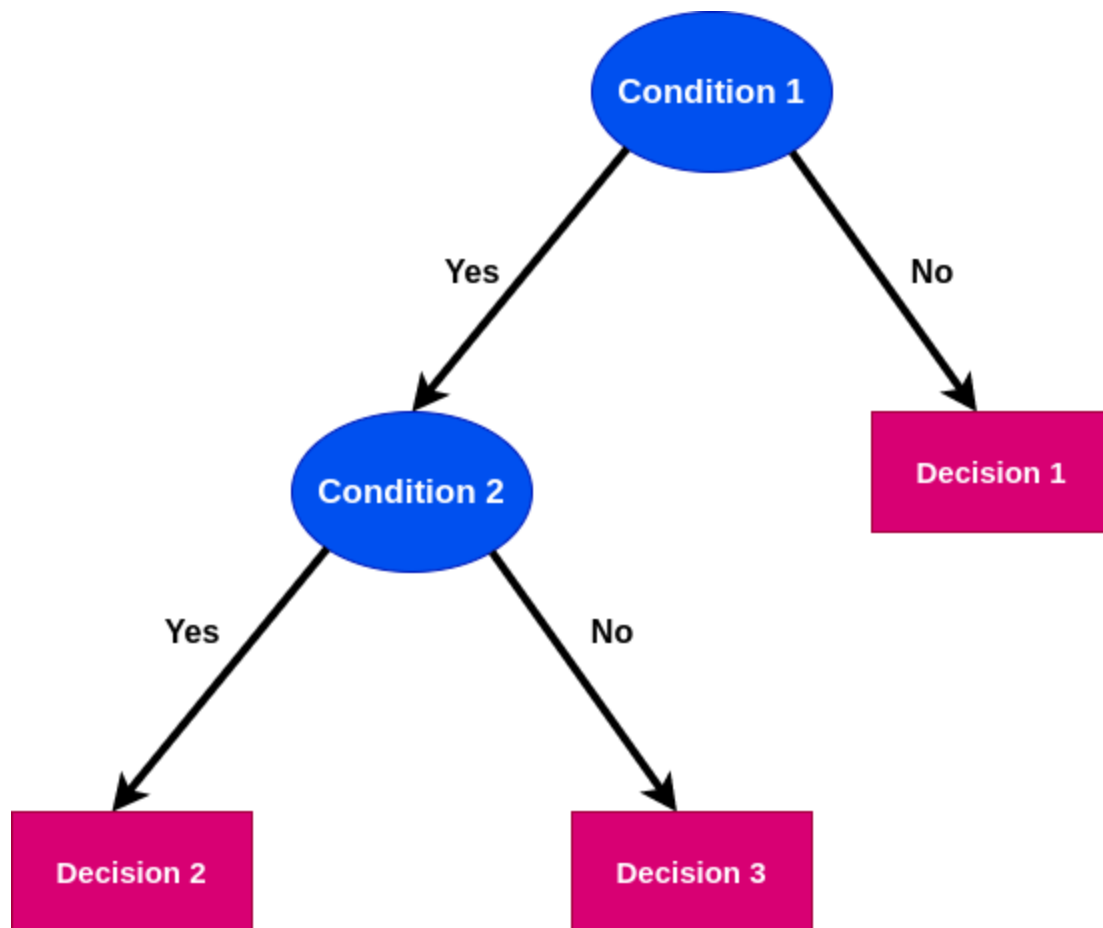 Condition 1
Yes
No
Condition 2
Decision 1
Yes
No
Decision 2
Decision 3